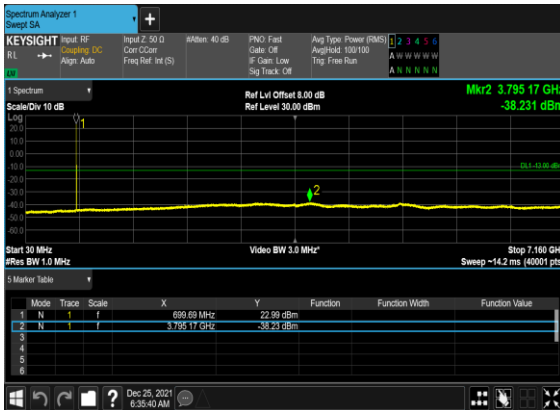 Spectrum Analyzer 1
Swept SA
+
KEYSIGHT Input: RF Input Z: 50 Ω #Atten: 40 dB PNO: Fast Avg Type: Power (RMS) 1 2 3 4 5 6
RL Coupling: DC Corr CCorr Gate: Off Avg|Hold: 100/100 A W W W W W
Align: Auto Freq Ref: Int (S) IF Gain: Low Trig: Free Run
Sig Track: Off A N N N N N
1 Spectrum
Ref Lvl Offset 8.00 dB Mkr2 3.795 17 GHz
Scale/Div 10 dB Ref Level 30.00 dBm -38.231 dBm
Log
20.0
10.0
0.00
-10.0
-20.0
-30.0
-40.0
-50.0
-60.0
1
2
DL1 -13.00 dBm
Start 30 MHz Video BW 3.0 MHz* Stop 7.160 GHz
#Res BW 1.0 MHz Sweep ~14.2 ms (40001 pts)
5 Marker Table
Mode Trace Scale X Y Function Function Width Function Value
1 N 1 f 699.69 MHz 22.99 dBm
2 N 1 f 3.795 17 GHz -38.23 dBm
3
4
5
6
?
Dec 25, 2021
6:35:40 AM